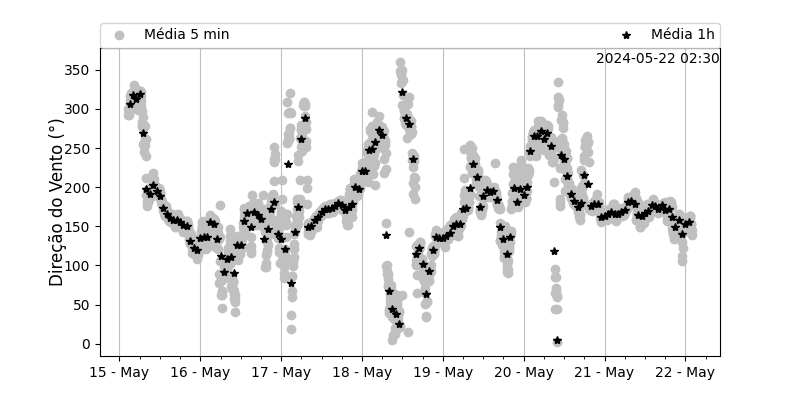 Média 5 min
Média 1h
2024-05-22 02:30
Direção do Vento (°)
350
300
250
200
150
100
50
0
15 - May
16 - May
17 - May
18 - May
19 - May
20 - May
21 - May
22 - May